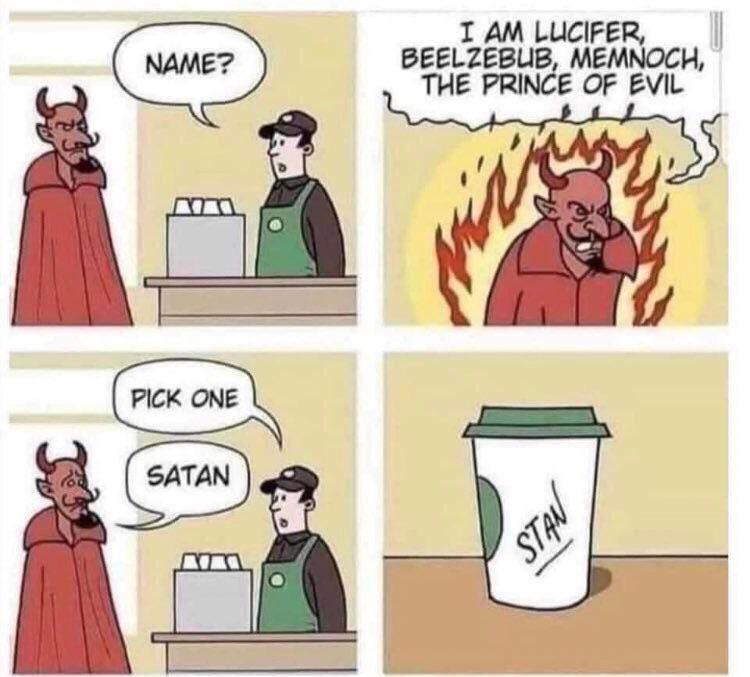 NAME?
I AM LUCIFER,
BEELZEBUB, MEMNOCH,
THE PRINCE OF EVIL
PICK ONE
SATAN
STAN